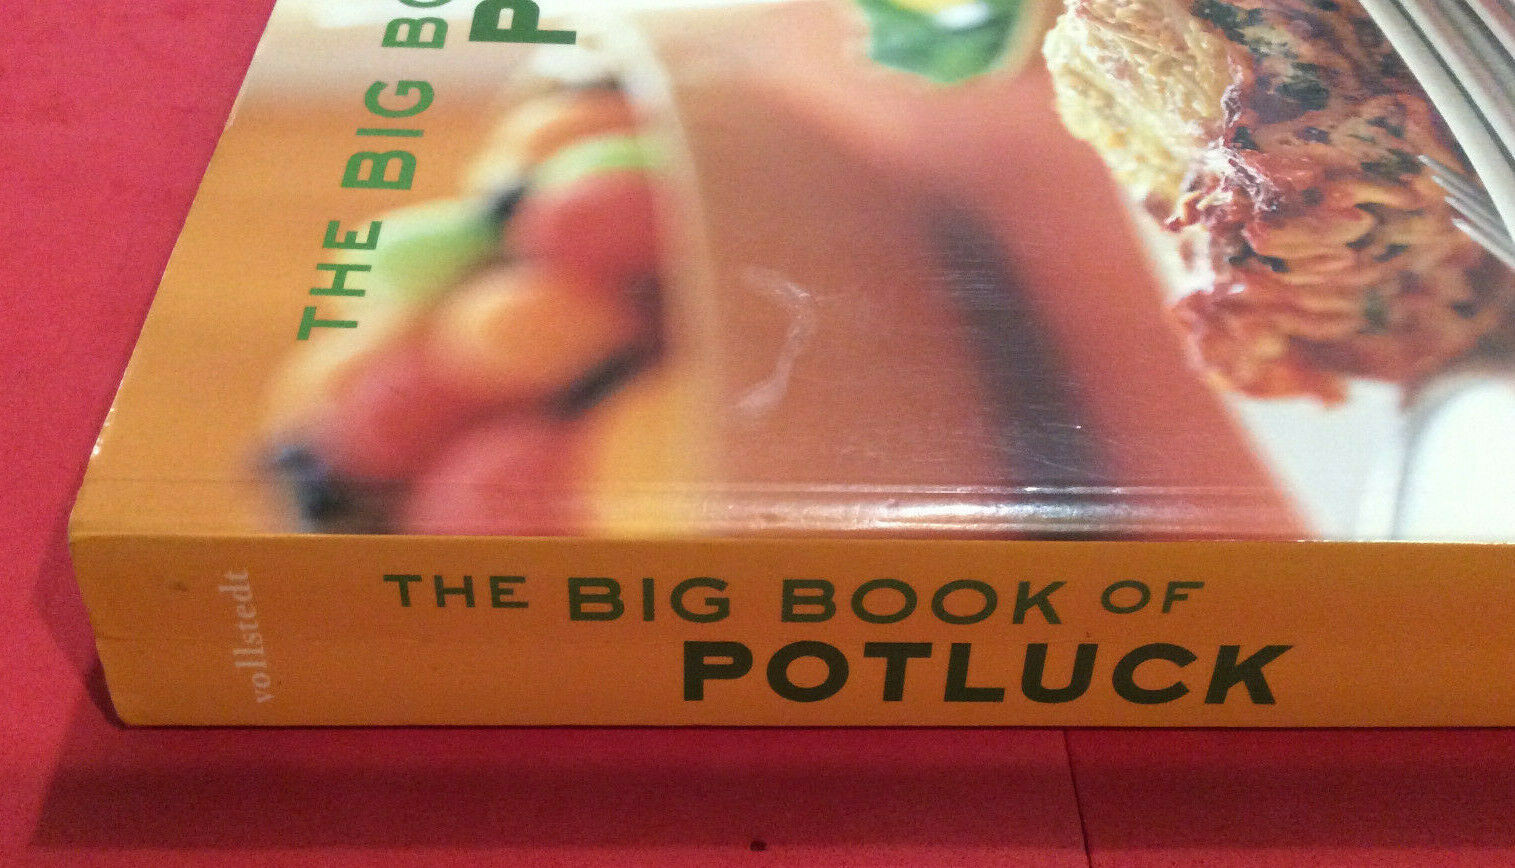 THE BIG BO
P
vollstedt
THE BIG BOOK OF
POTLUCK